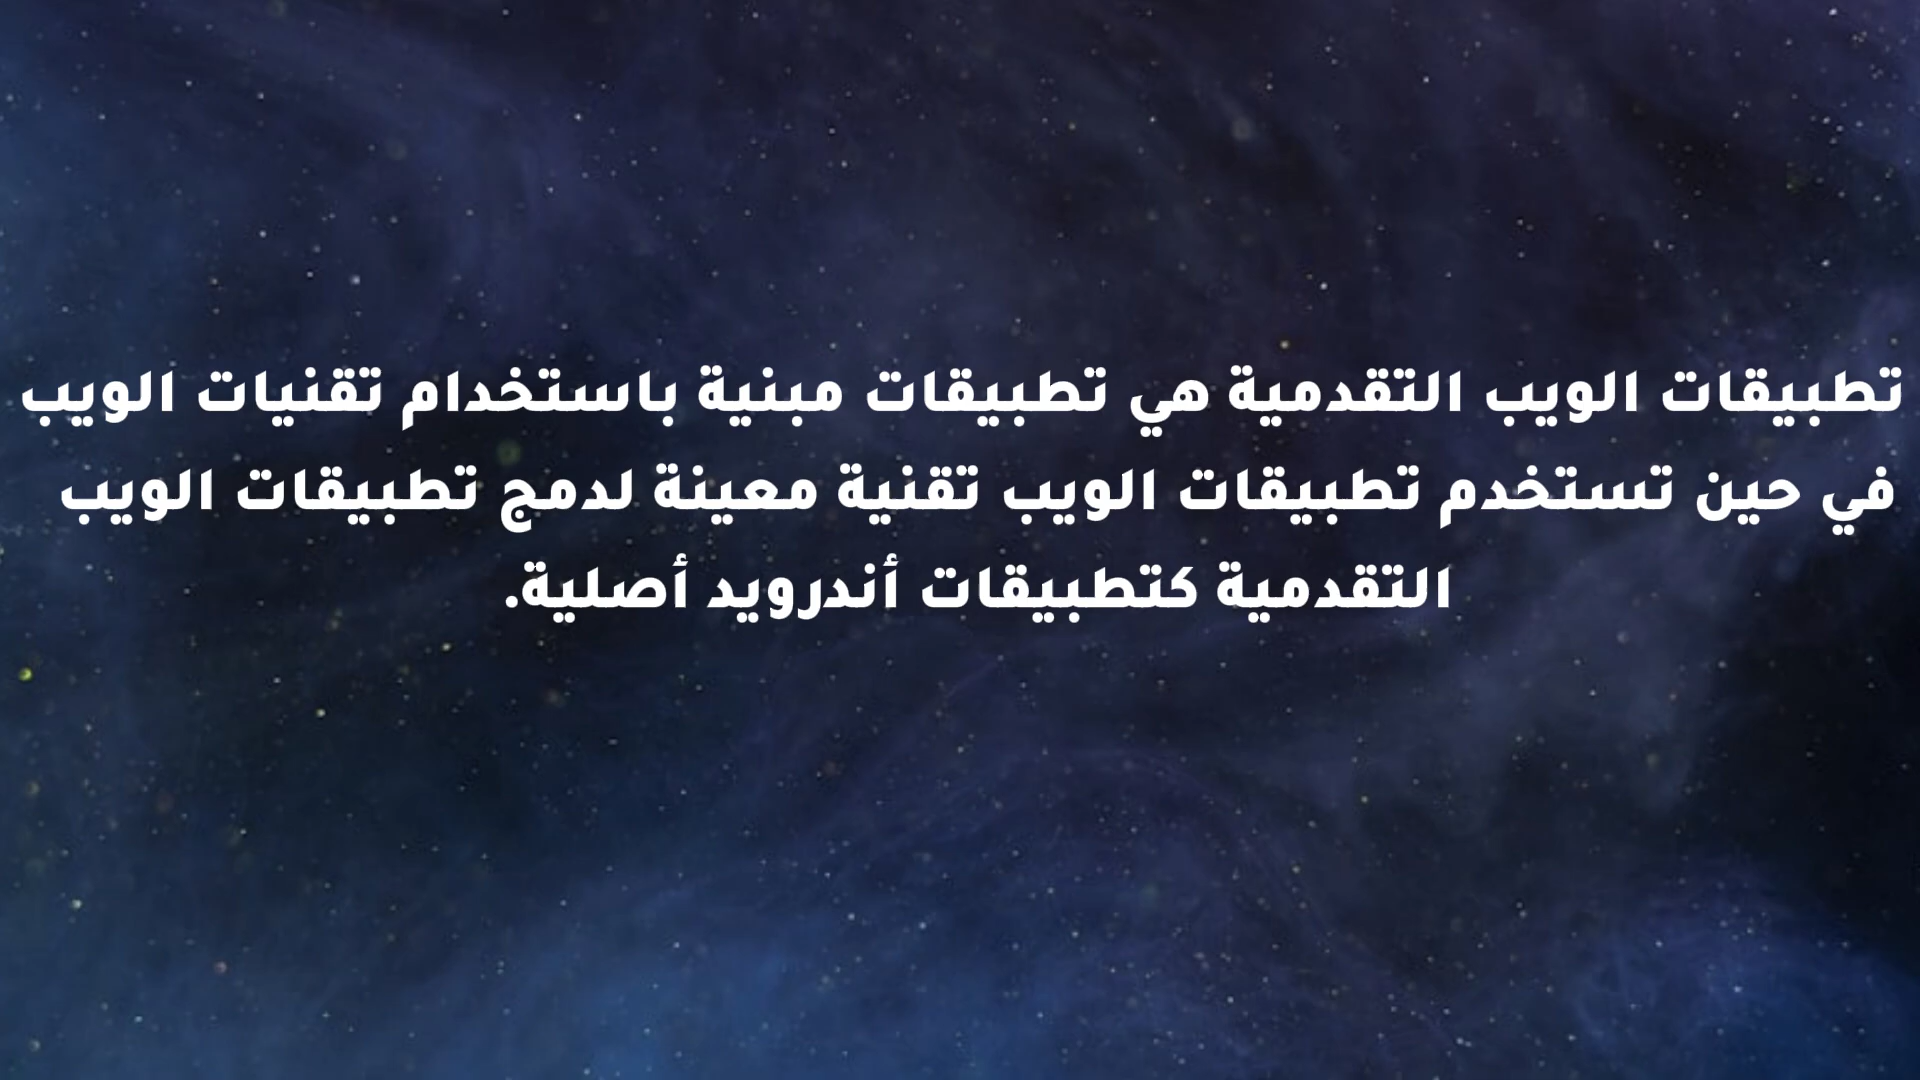 تطبيقات الويب التقدمية هي تطبيقات مبنية باستخدام تقنيات الويب
في حين تستخدم تطبيقات الويب تقنية معينة لدمج تطبيقات الويب
التقدمية كتطبيقات أندرويد أصلية.